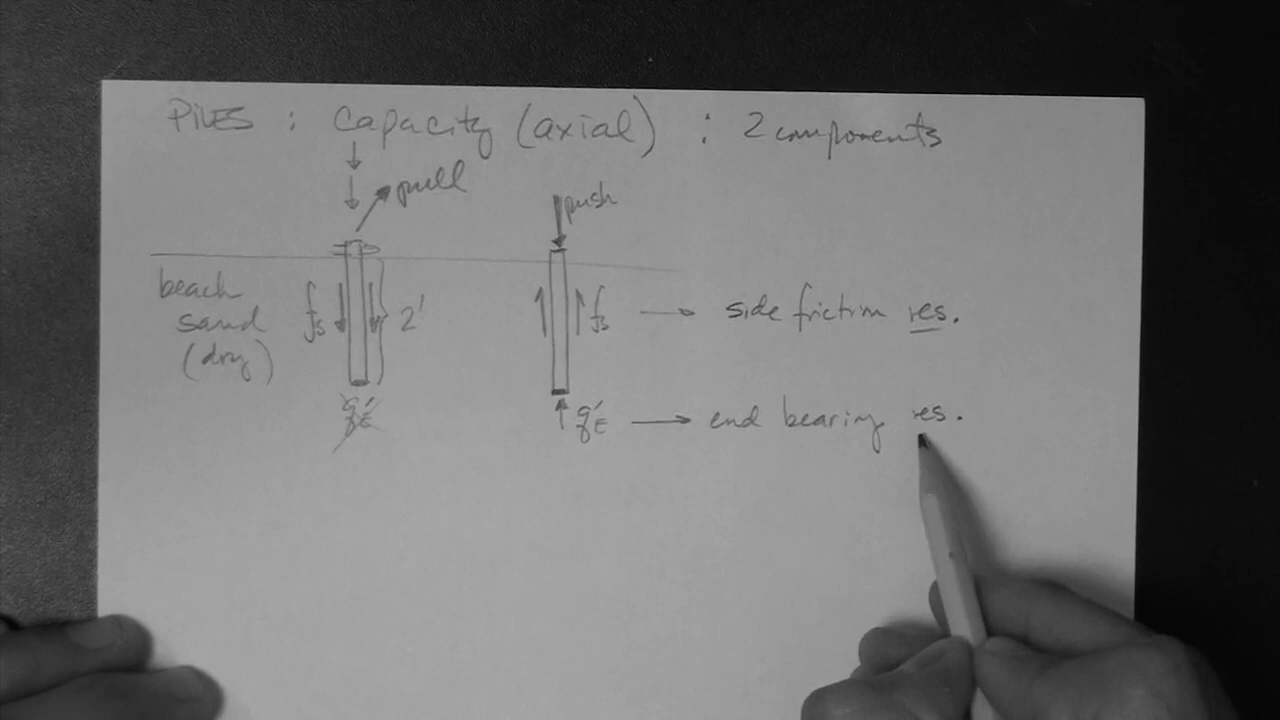 PILES : Capacity (axial) : 2 components
pull
push
beach
sand
(dry)
fs
2'
fs → side friction res.
q'E
q'E → end bearing res.